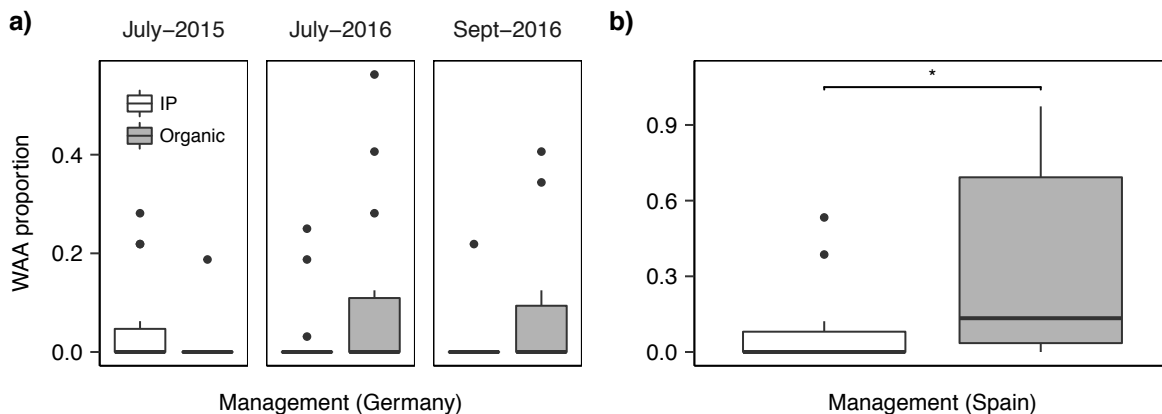 a)
July–2015 July–2016 Sept–2016
IP
Organic
WAA proportion
0.4
0.2
0.0
Management (Germany)
b)
*
0.9
0.6
0.3
0.0
Management (Spain)